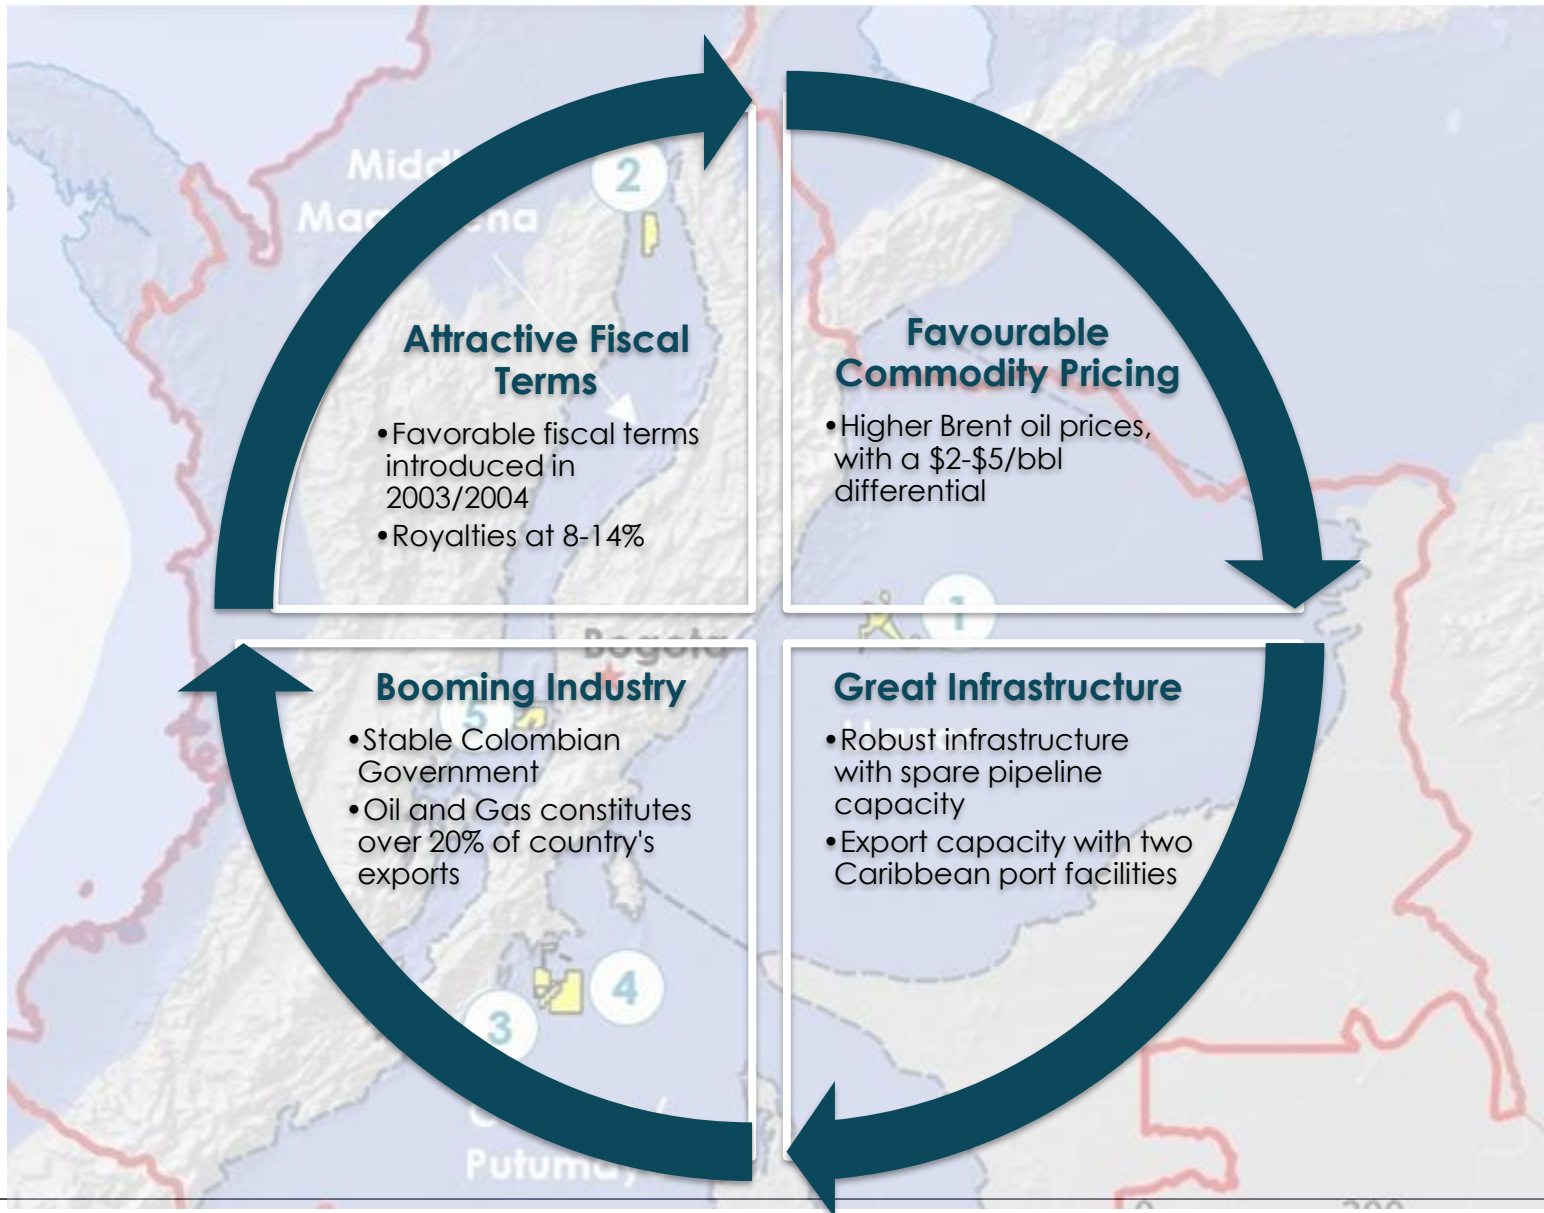 2
Attractive Fiscal
Terms
•Favorable fiscal terms
introduced in
2003/2004
•Royalties at 8-14%
Favourable
Commodity Pricing
•Higher Brent oil prices,
with a $2-$5/bbl
differential
1
Bogota
Booming Industry
5
•Stable Colombian
Government
•Oil and Gas constitutes
over 20% of country's
exports
Great Infrastructure
•Robust infrastructure
with spare pipeline
capacity
•Export capacity with two
Caribbean port facilities
4
3